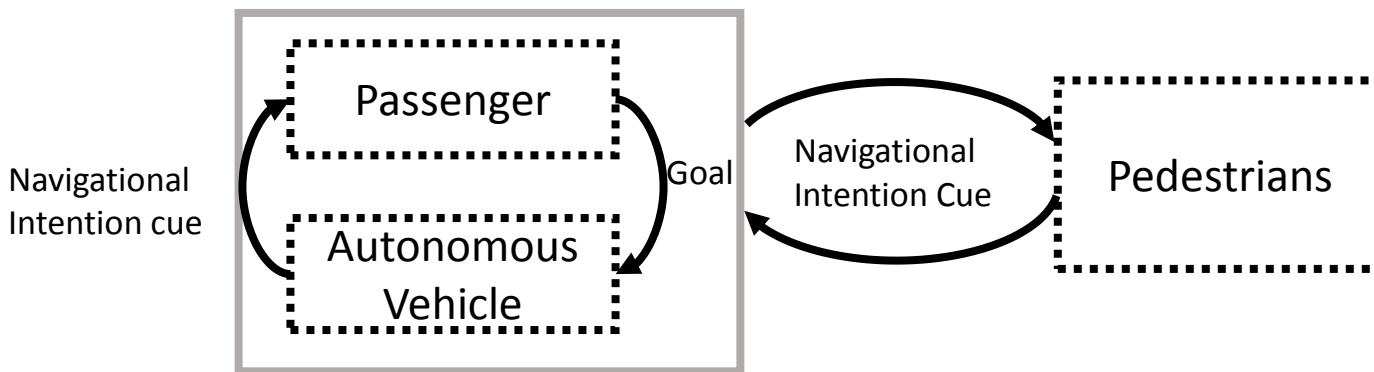 Passenger
Navigational
Intention cue
Goal
Autonomous
Vehicle
Navigational
Intention Cue
Pedestrians